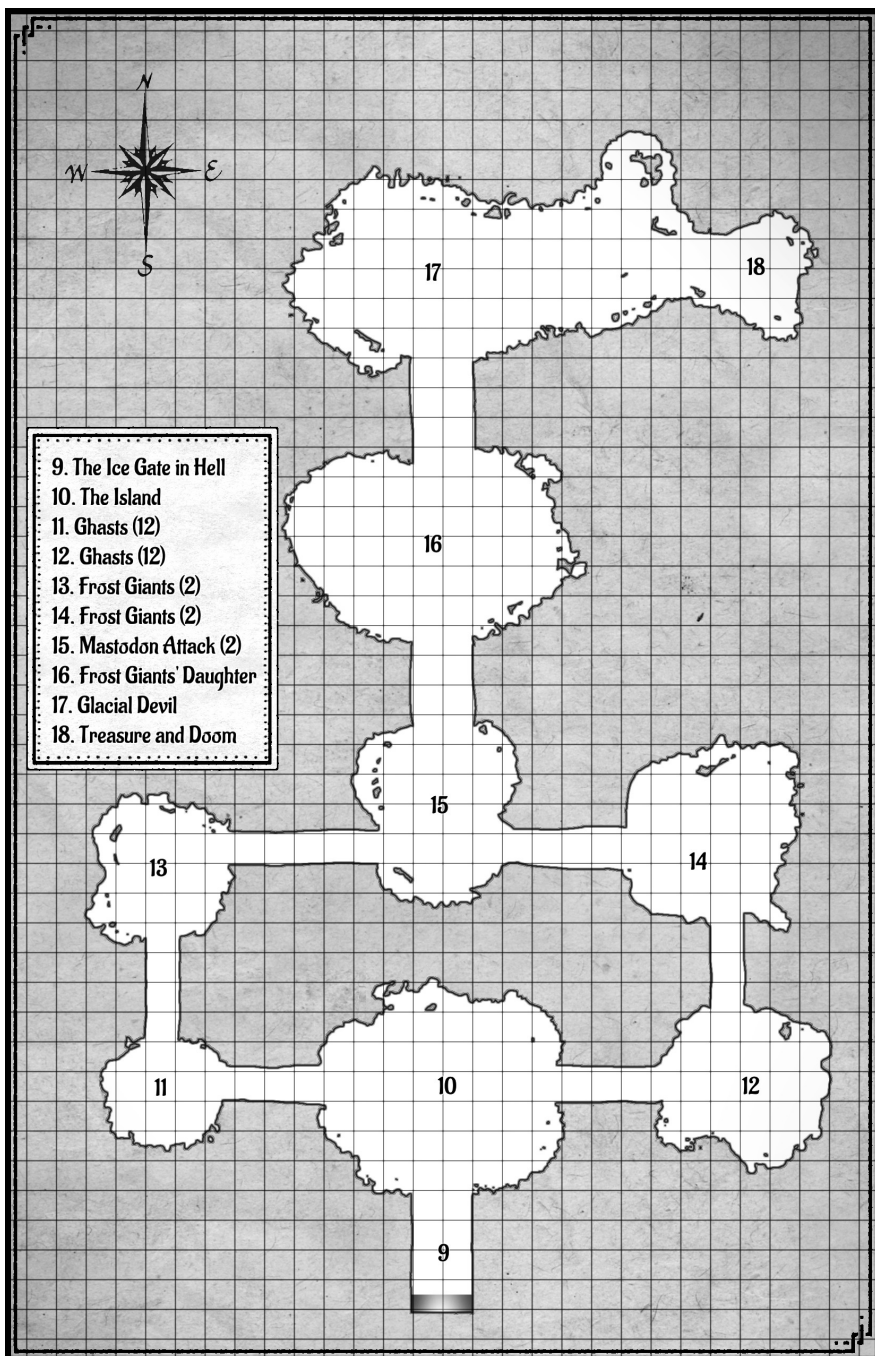 N
W
E
S
17
18
16
9. The Ice Gate in Hell
10. The Island
11. Ghasts (12)
12. Ghasts (12)
13. Frost Giants (2)
14. Frost Giants (2)
15. Mastodon Attack (2)
16. Frost Giants' Daughter
17. Glacial Devil
18. Treasure and Doom
15
13
14
11
10
12
9